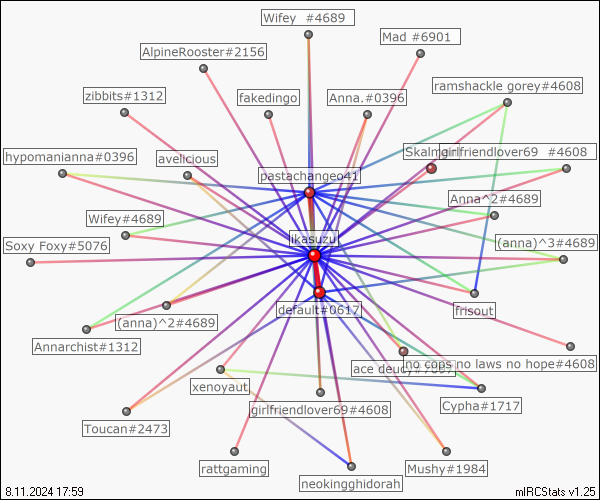 Wifey  #4689
Mad #6901
AlpineRooster#2156
ramshackle gorey#4608
zibbits#1312
fakedingo
Anna.#0396
hypomanianna#0396
avelicious
girlfriendlover69  #4608
pastachangeo41
Anna^2#4689
Wifey#4689
ikasuzu
(anna)^3#4689
Soxy Foxy#5076
default#0617
frisout
(anna)^2#4689
Annarchist#1312
ace deucy
no cops no laws no hope#4608
xenoyaut
girlfriendlover69#4608
Cypha#1717
Toucan#2473
rattgaming
Mushy#1984
neokingghidorah
8.11.2024 17:59
mIRCStats v1.25